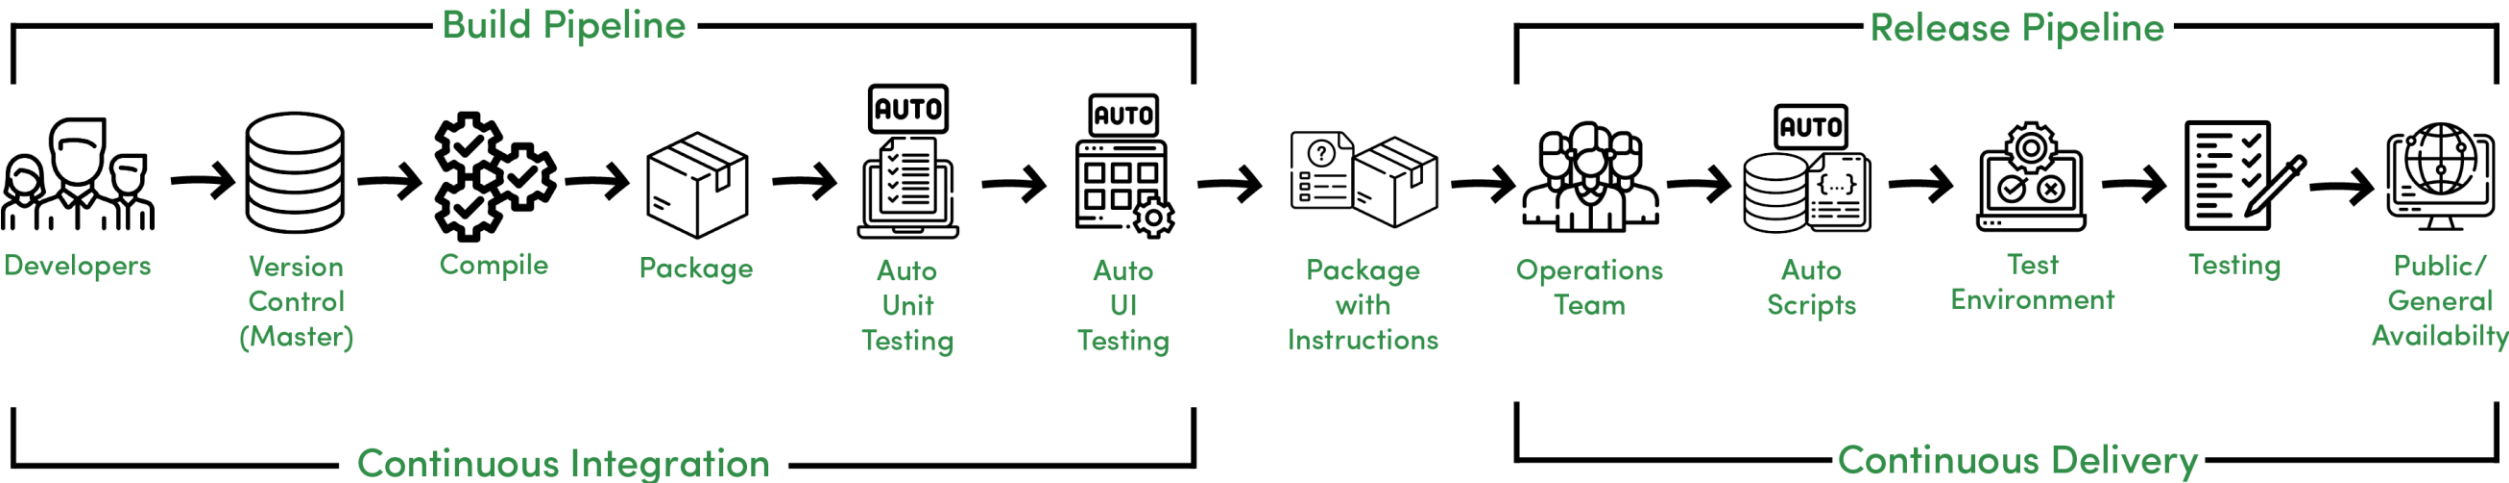 Build Pipeline
Release Pipeline
AUTO
AUTO
AUTO
Developers
Version
Control
(Master)
Compile
Package
Auto
Unit
Testing
Auto
UI
Testing
Package
with
Instructions
Operations
Team
Auto
Scripts
Test
Environment
Testing
Public/
General
Availabilty
Continuous Integration
Continuous Delivery